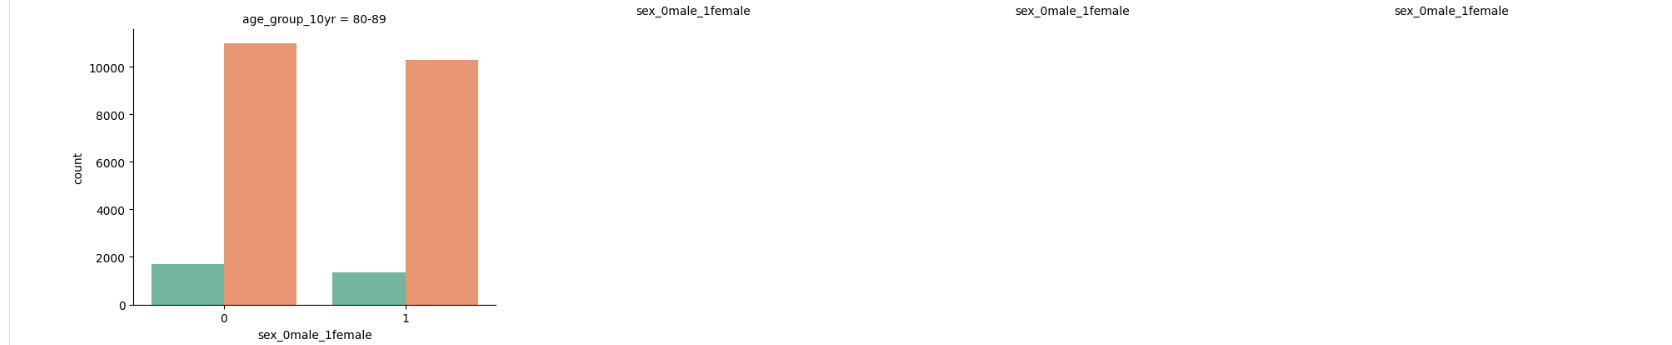 sex_0male_1female sex_0male_1female sex_0male_1female
age_group_10yr = 80-89
10000
8000
6000
4000
2000
0
count
0 1
sex_0male_1female